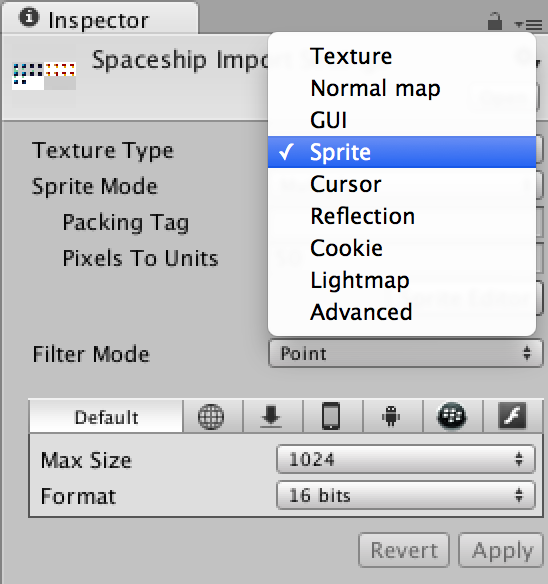 Inspector
Spaceship Impor
Texture
Normal map
GUI
✓ Sprite
Cursor
Reflection
Cookie
Lightmap
Advanced
Texture Type
Sprite Mode
Packing Tag
Pixels To Units
Filter Mode
Point
Default
Max Size
1024
Format
16 bits
Revert
Apply